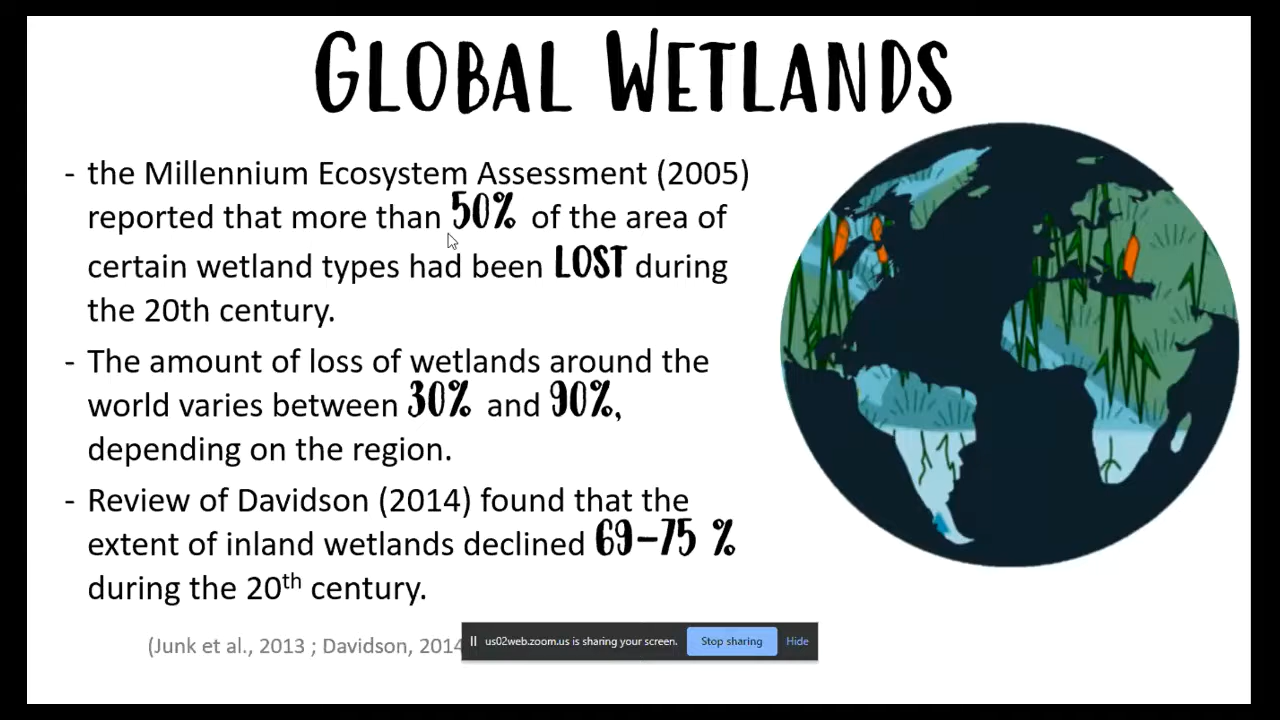 GLOBAL WETLANDS
- the Millennium Ecosystem Assessment (2005)
reported that more than 50% of the area of
certain wetland types had been LOST during
the 20th century.
- The amount of loss of wetlands around the
world varies between 30% and 90%,
depending on the region.
- Review of Davidson (2014) found that the
extent of inland wetlands declined 69-75 %
during the 20th century.
(Junk et al., 2013 ; Davidson, 2014
us02web.zoom.us is sharing your screen. Stop sharing Hide